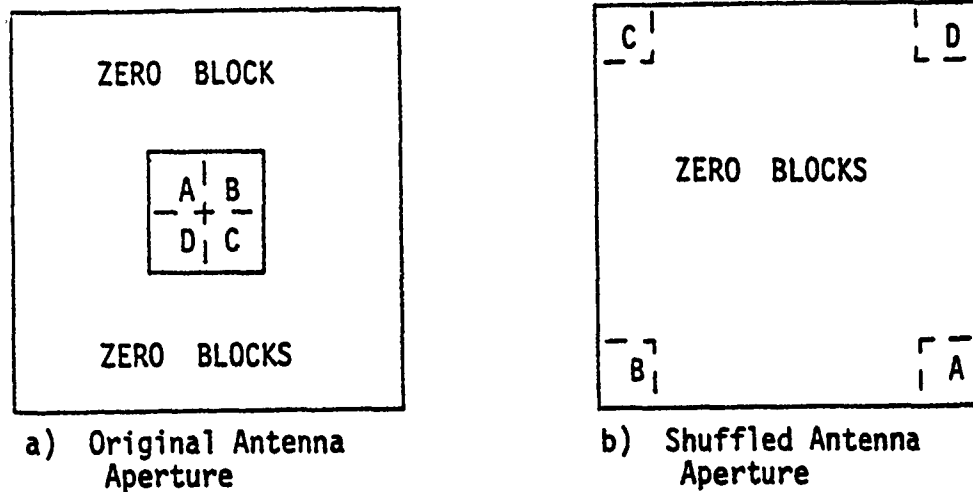 ZERO BLOCK
A B
D C
ZERO BLOCKS
a) Original Antenna
Aperture
C D
ZERO BLOCKS
B A
b) Shuffled Antenna
Aperture